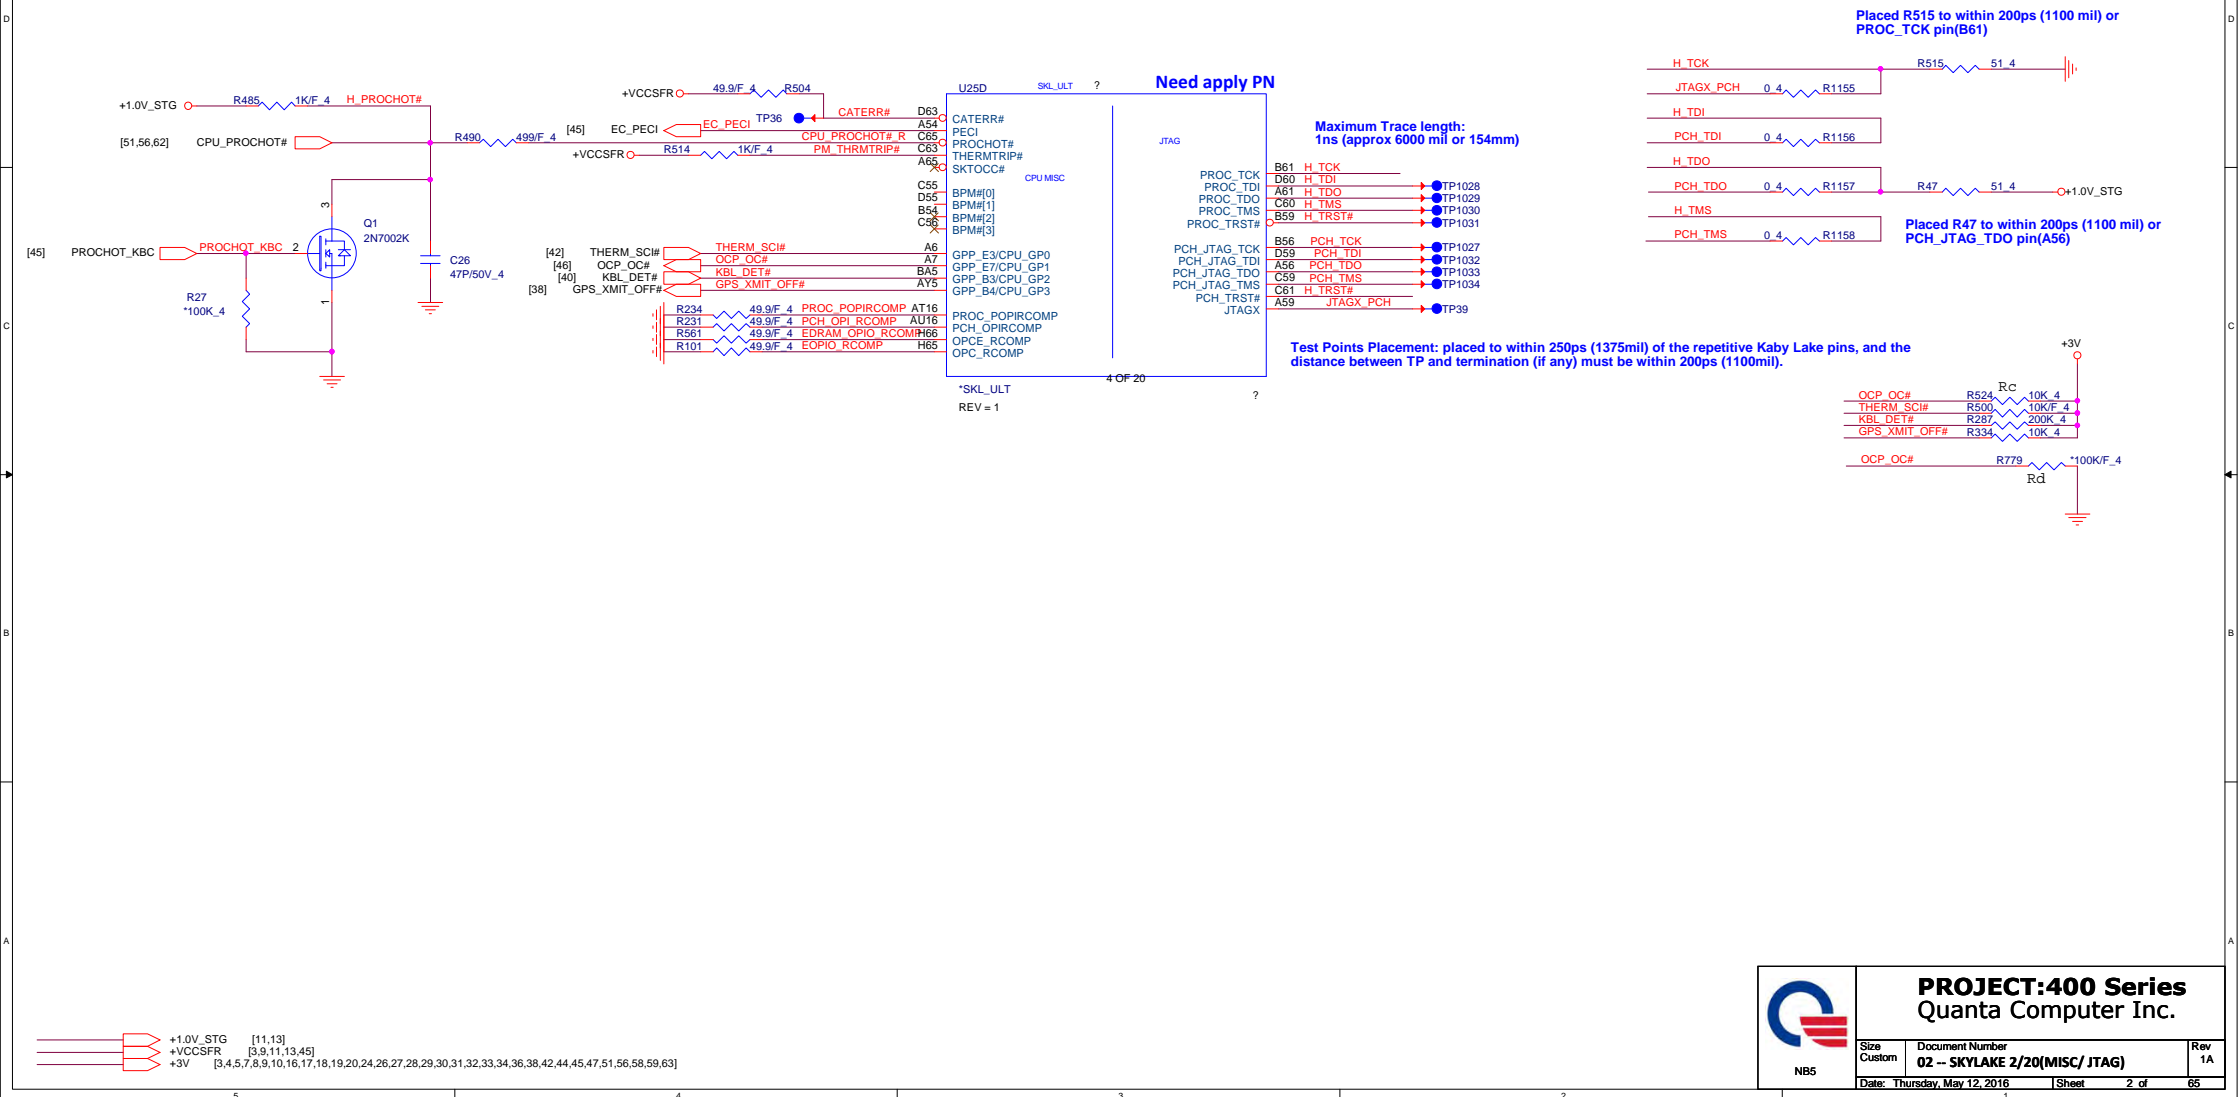 Placed R515 to within 200ps (1100 mil) or
PROC_TCK pin(B61)
D
D
+1.0V_STG
R485
1K/F_4
H_PROCHOT#
[51,56,62]
CPU_PROCHOT#
R490
499/F_4
[45]
PROCHOT_KBC
PROCHOT_KBC
2
3
1
Q1
2N7002K
R27
*100K_4
C26
47P/50V_4
+VCCSFR
49.9/F_4
R504
TP36
CATERR#
[45]
EC_PECI
EC_PECI
CPU_PROCHOT#_R
+VCCSFR
R514
1K/F_4
PM_THRMTRIP#
[42]
THERM_SCI#
THERM_SCI#
[46]
OCP_OC#
OCP_OC#
[40]
KBL_DET#
KBL_DET#
[38]
GPS_XMIT_OFF#
GPS_XMIT_OFF#
R234
49.9/F_4
PROC_POPIRCOMP
R231
49.9/F_4
PCH_OPI_RCOMP
R561
49.9/F_4
EDRAM_OPIO_RCOMP
R101
49.9/F_4
EOPIO_RCOMP
U25D
SKL_ULT
?
Need apply PN
D63
CATERR#
A54
PECI
C65
PROCHOT#
C63
THERMTRIP#
A65
SKTOCC#
CPU MISC
JTAG
C55
BPM#[0]
D55
BPM#[1]
B54
BPM#[2]
C56
BPM#[3]
A6
GPP_E3/CPU_GP0
A7
GPP_E7/CPU_GP1
BA5
GPP_B3/CPU_GP2
AY5
GPP_B4/CPU_GP3
AT16
PROC_POPIRCOMP
AU16
PCH_OPIRCOMP
H66
OPCE_RCOMP
H65
OPC_RCOMP
PROC_TCK
B61
H_TCK
PROC_TDI
D60
H_TDI
TP1028
PROC_TDO
A61
H_TDO
TP1029
PROC_TMS
C60
H_TMS
TP1030
PROC_TRST#
B59
H_TRST#
TP1031
PCH_JTAG_TCK
B56
PCH_TCK
TP1027
PCH_JTAG_TDI
D59
PCH_TDI
TP1032
PCH_JTAG_TDO
A56
PCH_TDO
TP1033
PCH_JTAG_TMS
C59
PCH_TMS
TP1034
PCH_TRST#
C61
H_TRST#
JTAGX
A59
JTAGX_PCH
TP39
4 OF 20
*SKL_ULT
REV = 1
?
Maximum Trace length:
1ns (approx 6000 mil or 154mm)
Test Points Placement: placed to within 250ps (1375mil) of the repetitive Kaby Lake pins, and the
distance between TP and termination (if any) must be within 200ps (1100mil).
H_TCK
R515
51_4
JTAGX_PCH
0_4
R1155
H_TDI
PCH_TDI
0_4
R1156
H_TDO
PCH_TDO
0_4
R1157
R47
51_4
+1.0V_STG
H_TMS
PCH_TMS
0_4
R1158
Placed R47 to within 200ps (1100 mil) or
PCH_JTAG_TDO pin(A56)
C
C
+3V
Rc
OCP_OC#
R524
10K_4
THERM_SCI#
R500
10K/F_4
KBL_DET#
R287
200K_4
GPS_XMIT_OFF#
R334
10K_4
OCP_OC#
R779
*100K/F_4
Rd
B
B
A
A
+1.0V_STG [11,13]
+VCCSFR [3,9,11,13,45]
+3V [3,4,5,7,8,9,10,16,17,18,19,20,24,26,27,28,29,30,31,32,33,34,36,38,42,44,45,47,51,56,58,59,63]
NB5
PROJECT:400 Series
Quanta Computer Inc.
Size
Custom
Document Number
02 -- SKYLAKE 2/20(MISC/ JTAG)
Rev
1A
Date: Thursday, May 12, 2016
Sheet 2 of 65
5
4
3
2
1